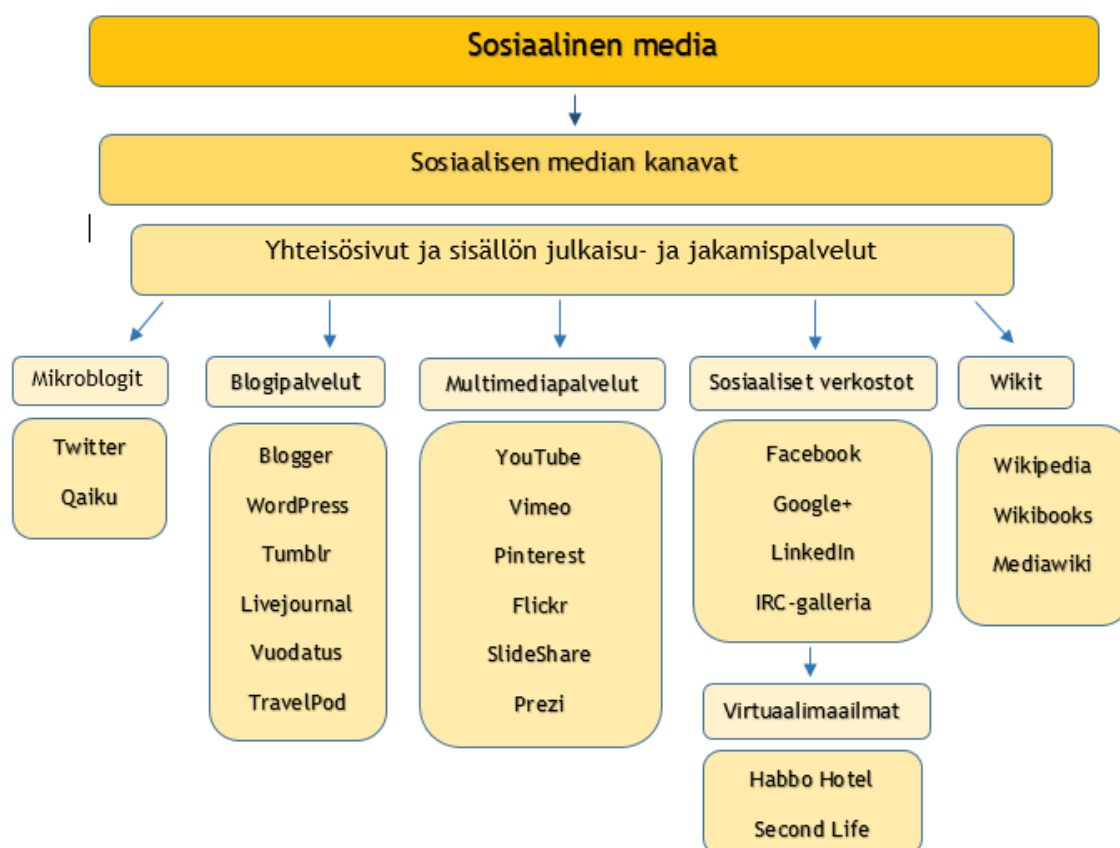 Sosiaalinen media
Sosiaalisen median kanavat
Yhteisösivut ja sisällön julkaisu- ja jakamispalvelut
Mikroblogit
Twitter
Qaiku
Blogipalvelut
Blogger
WordPress
Tumblr
Livejournal
Vuodatus
TravelPod
Multimediapalvelut
YouTube
Vimeo
Pinterest
Flickr
SlideShare
Prezi
Sosiaaliset verkostot
Facebook
Google+
LinkedIn
IRC-galleria
Virtuaalimaailmat
Habbo Hotel
Second Life
Wikit
Wikipedia
Wikibooks
Mediawiki